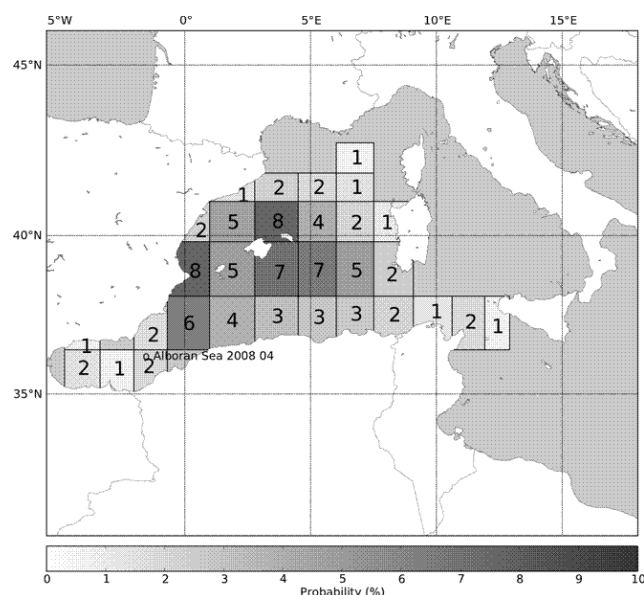 5°W 0° 5°E 10°E 15°E
45°N
1
1 2 2 1
2 5 8 4 2 1
40°N
8 5 7 7 5 2
6 4 3 3 3 2 1 2 1
1 2
o Alboran Sea 2008 04
2 1 2
35°N
0 1 2 3 4 5 6 7 8 9 10
Probability (%)